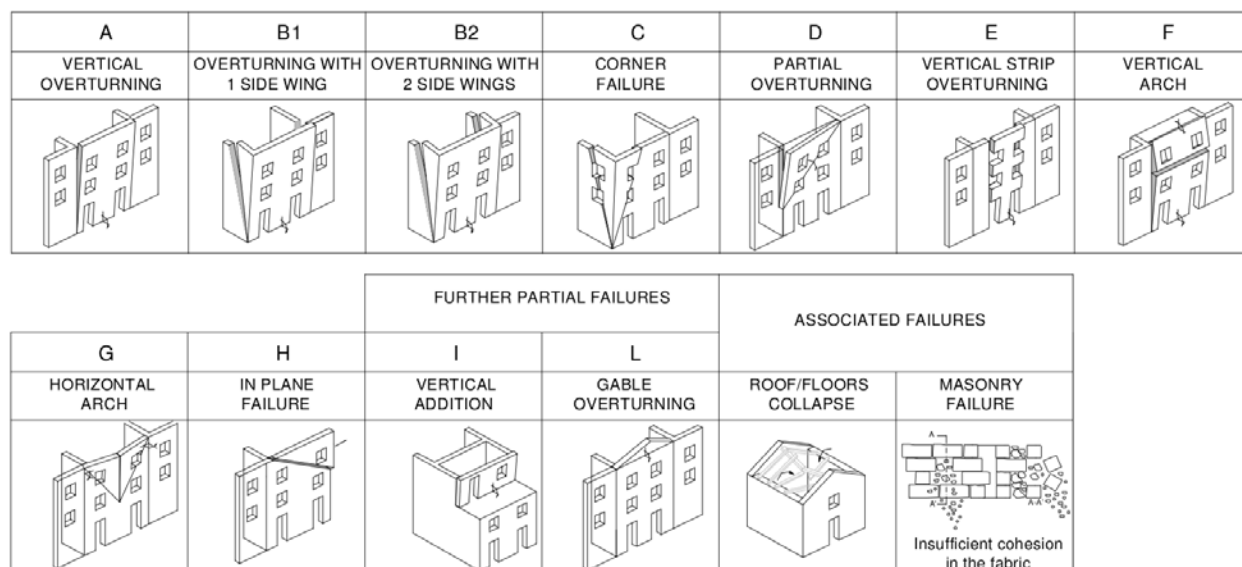 A
B1
B2
C
D
E
F
VERTICAL
OVERTURNING
OVERTURNING WITH
1 SIDE WING
OVERTURNING WITH
2 SIDE WINGS
CORNER
FAILURE
PARTIAL
OVERTURNING
VERTICAL STRIP
OVERTURNING
VERTICAL
ARCH
FURTHER PARTIAL FAILURES
ASSOCIATED FAILURES
G
H
I
L
HORIZONTAL
ARCH
IN PLANE
FAILURE
VERTICAL
ADDITION
GABLE
OVERTURNING
ROOF/FLOORS
COLLAPSE
MASONRY
FAILURE
A
A'
A-A'
Insufficient cohesion
in the fabric